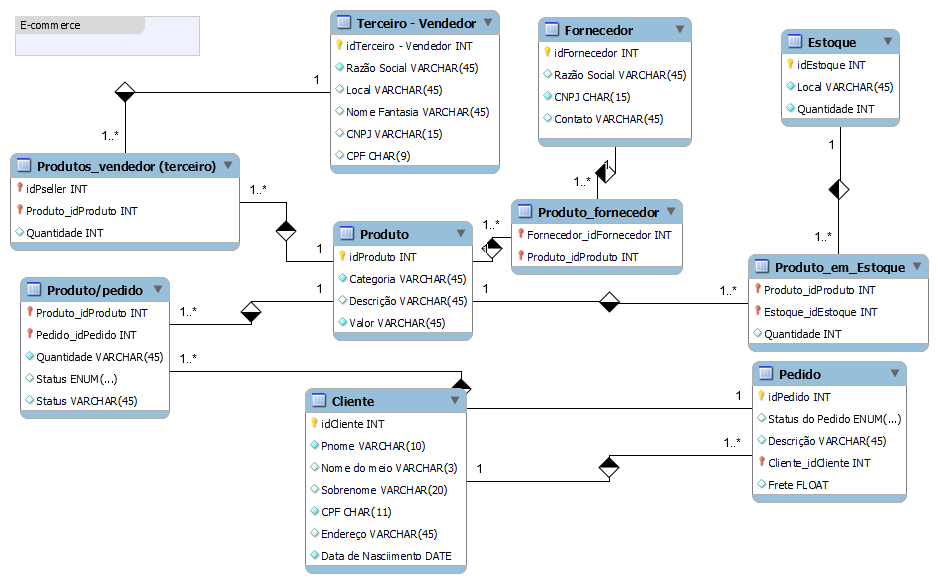 E-commerce
Terceiro - Vendedor
idTerceiro - Vendedor INT
Razão Social VARCHAR(45)
Local VARCHAR(45)
Nome Fantasia VARCHAR(45)
CNPJ VARCHAR(15)
CPF CHAR(9)
Fornecedor
idFornecedor INT
Razão Social VARCHAR(45)
CNPJ CHAR(15)
Contato VARCHAR(45)
Estoque
idEstoque INT
Local VARCHAR(45)
Quantidade INT
1
1..*
1
1..*
1
1..*
Produtos_vendedor (terceiro)
idPseller INT
Produto_idProduto INT
Quantidade INT
1..*
1
Produto
idProduto INT
Categoria VARCHAR(45)
Descrição VARCHAR(45)
Valor VARCHAR(45)
1..*
1
Produto_fornecedor
Fornecedor_idFornecedor INT
Produto_idProduto INT
Produto_em_Estoque
Produto_idProduto INT
Estoque_idEstoque INT
Quantidade INT
1
1..*
1
1..*
Produto/pedido
Produto_idProduto INT
Pedido_idPedido INT
Quantidade VARCHAR(45)
Status ENUM(...)
Status VARCHAR(45)
1..*
1
Cliente
idCliente INT
Pnome VARCHAR(10)
Nome do meio VARCHAR(3)
Sobrenome VARCHAR(20)
CPF CHAR(11)
Endereço VARCHAR(45)
Data de Nasciimento DATE
1
1..*
Pedido
idPedido INT
Status do Pedido ENUM(...)
Descrição VARCHAR(45)
Cliente_idCliente INT
Frete FLOAT